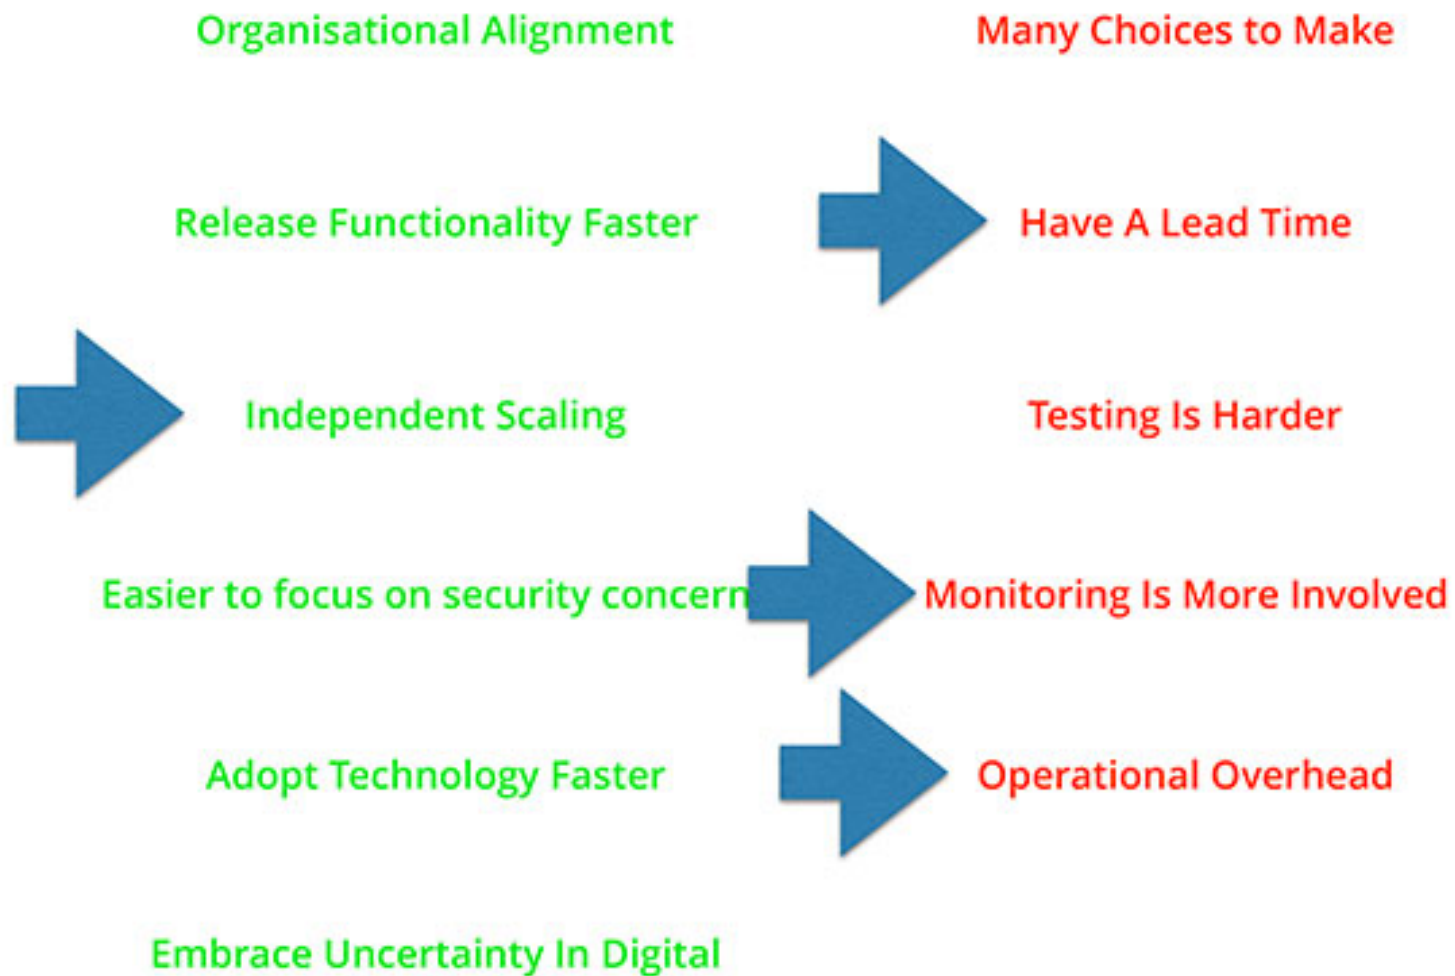 Organisational Alignment
Many Choices to Make
Release Functionality Faster
Have A Lead Time
Independent Scaling
Testing Is Harder
Easier to focus on security concern
Monitoring Is More Involved
Adopt Technology Faster
Operational Overhead
Embrace Uncertainty In Digital